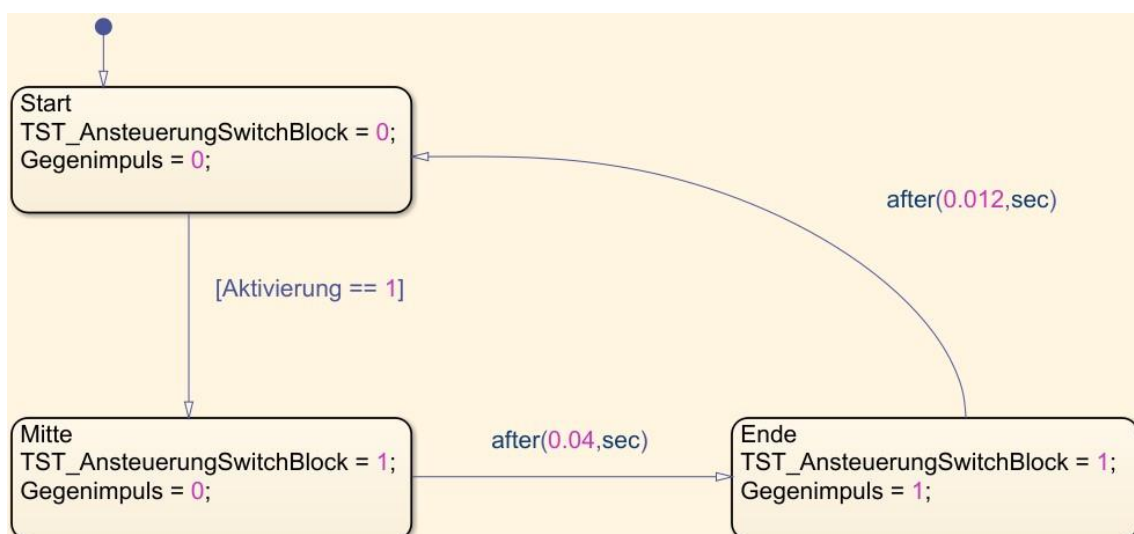 Start
TST_AnsteuerungSwitchBlock = 0;
Gegenimpuls = 0;
after(0.012,sec)
[Aktivierung == 1]
Mitte
TST_AnsteuerungSwitchBlock = 1;
Gegenimpuls = 0;
after(0.04,sec)
Ende
TST_AnsteuerungSwitchBlock = 1;
Gegenimpuls = 1;